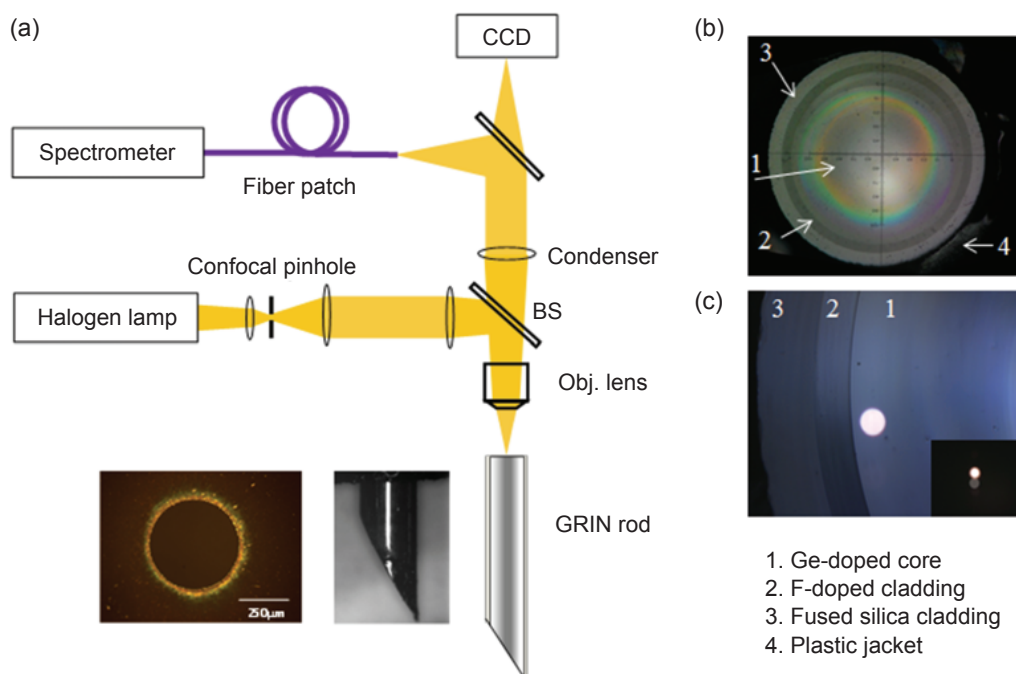 (a)
CCD
Spectrometer
Fiber patch
Condenser
Confocal pinhole
Halogen lamp
BS
Obj. lens
GRIN rod
250µm
(b)
3
1
2
4
(c)
3 2 1
1. Ge-doped core
2. F-doped cladding
3. Fused silica cladding
4. Plastic jacket